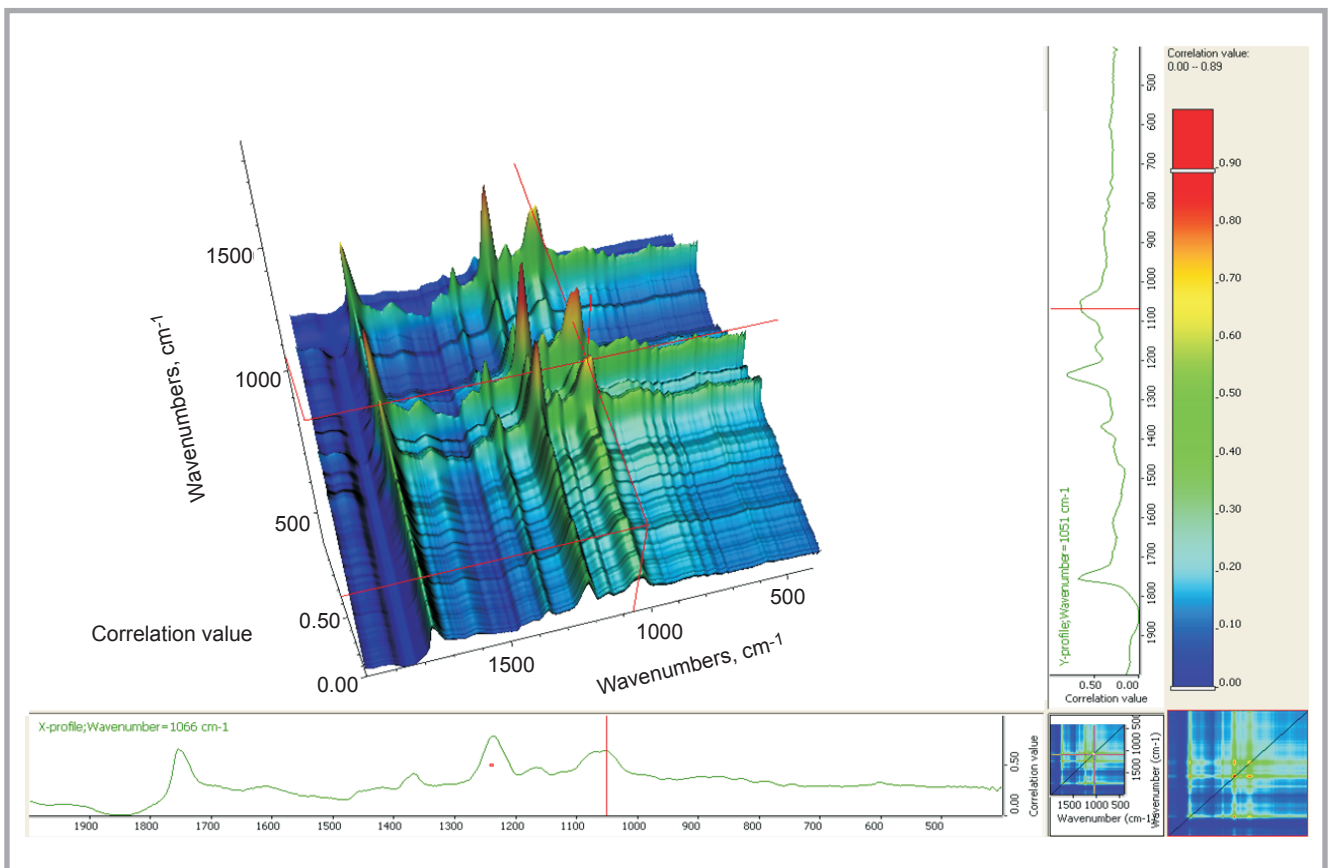 Correlation value:
0.00 -- 0.89
1500
1000
500
0.50
0.00
Wavenumbers, cm-1
Correlation value
1500
1000
500
Wavenumbers, cm-1
500
600
700
800
900
1000
1100
1200
1300
1400
1500
1600
1700
1800
1900
Y-profile;Wavenumber=1051 cm-1
0.50 0.00
Correlation value
0.90
0.80
0.70
0.60
0.50
0.40
0.30
0.20
0.10
0.00
X-profile;Wavenumber=1066 cm-1
1900 1800 1700 1600 1500 1400 1300 1200 1100 1000 900 800 700 600 500
0.50
0.00
Correlation value
1500 1000 500
1500 1000 500
Wavenumber (cm-1)
Wavenumber (cm-1)